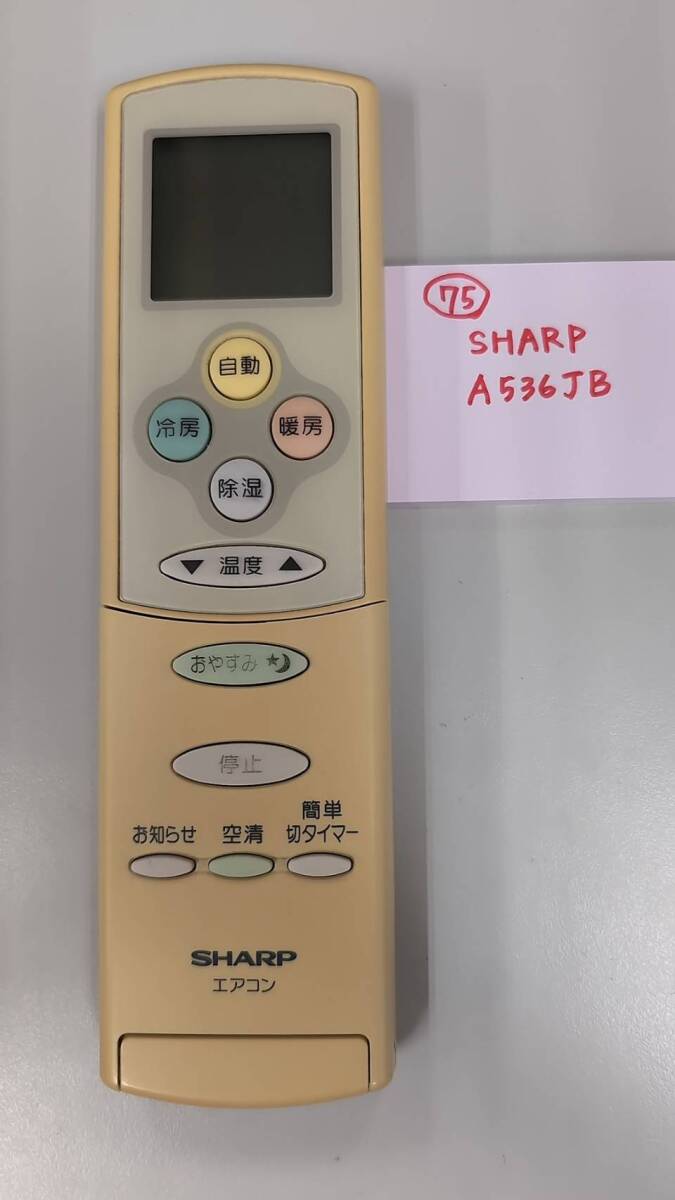 自動
冷房
暖房
除湿
▼ 温度 ▲
おやすみ
停止
お知らせ
空清
簡単
切タイマー
SHARP
エアコン
75
SHARP
A536JB